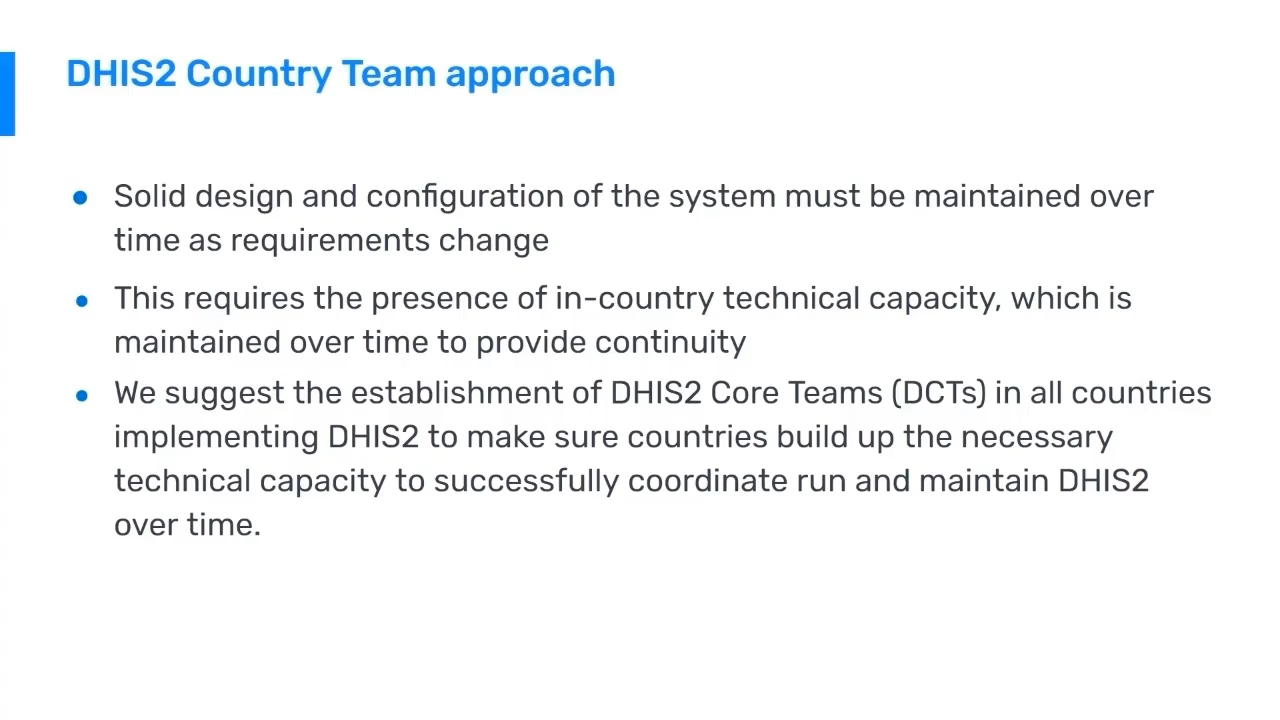 DHIS2 Country Team approach
● Solid design and configuration of the system must be maintained over
time as requirements change
● This requires the presence of in-country technical capacity, which is
maintained over time to provide continuity
● We suggest the establishment of DHIS2 Core Teams (DCTs) in all countries
implementing DHIS2 to make sure countries build up the necessary
technical capacity to successfully coordinate run and maintain DHIS2
over time.